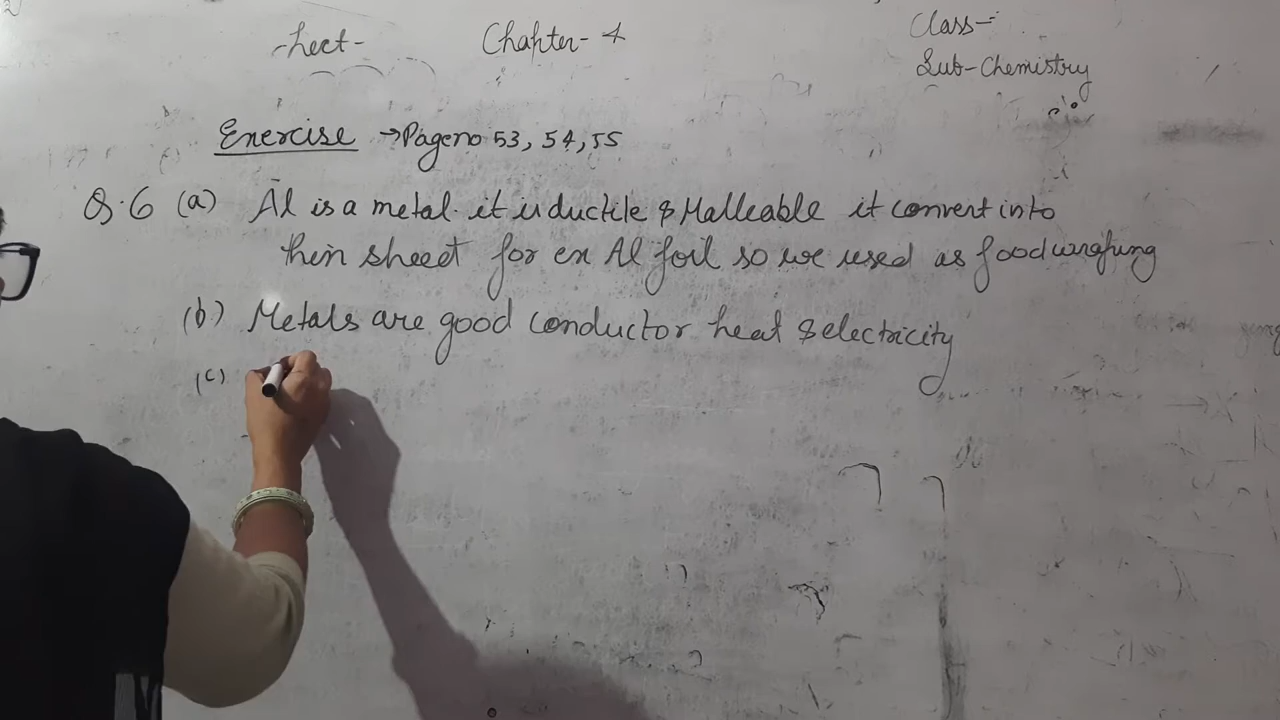 Lect-
Chapter-4
Class-
Sub-Chemistry
Exercise →Page no 53, 54, 55
Q.6 (a) Al is a metal. it is ductile & Malleable it convert into
thin sheet for ex Al foil so we used as food
(b) Metals are good conductor heat & electricity
(c)